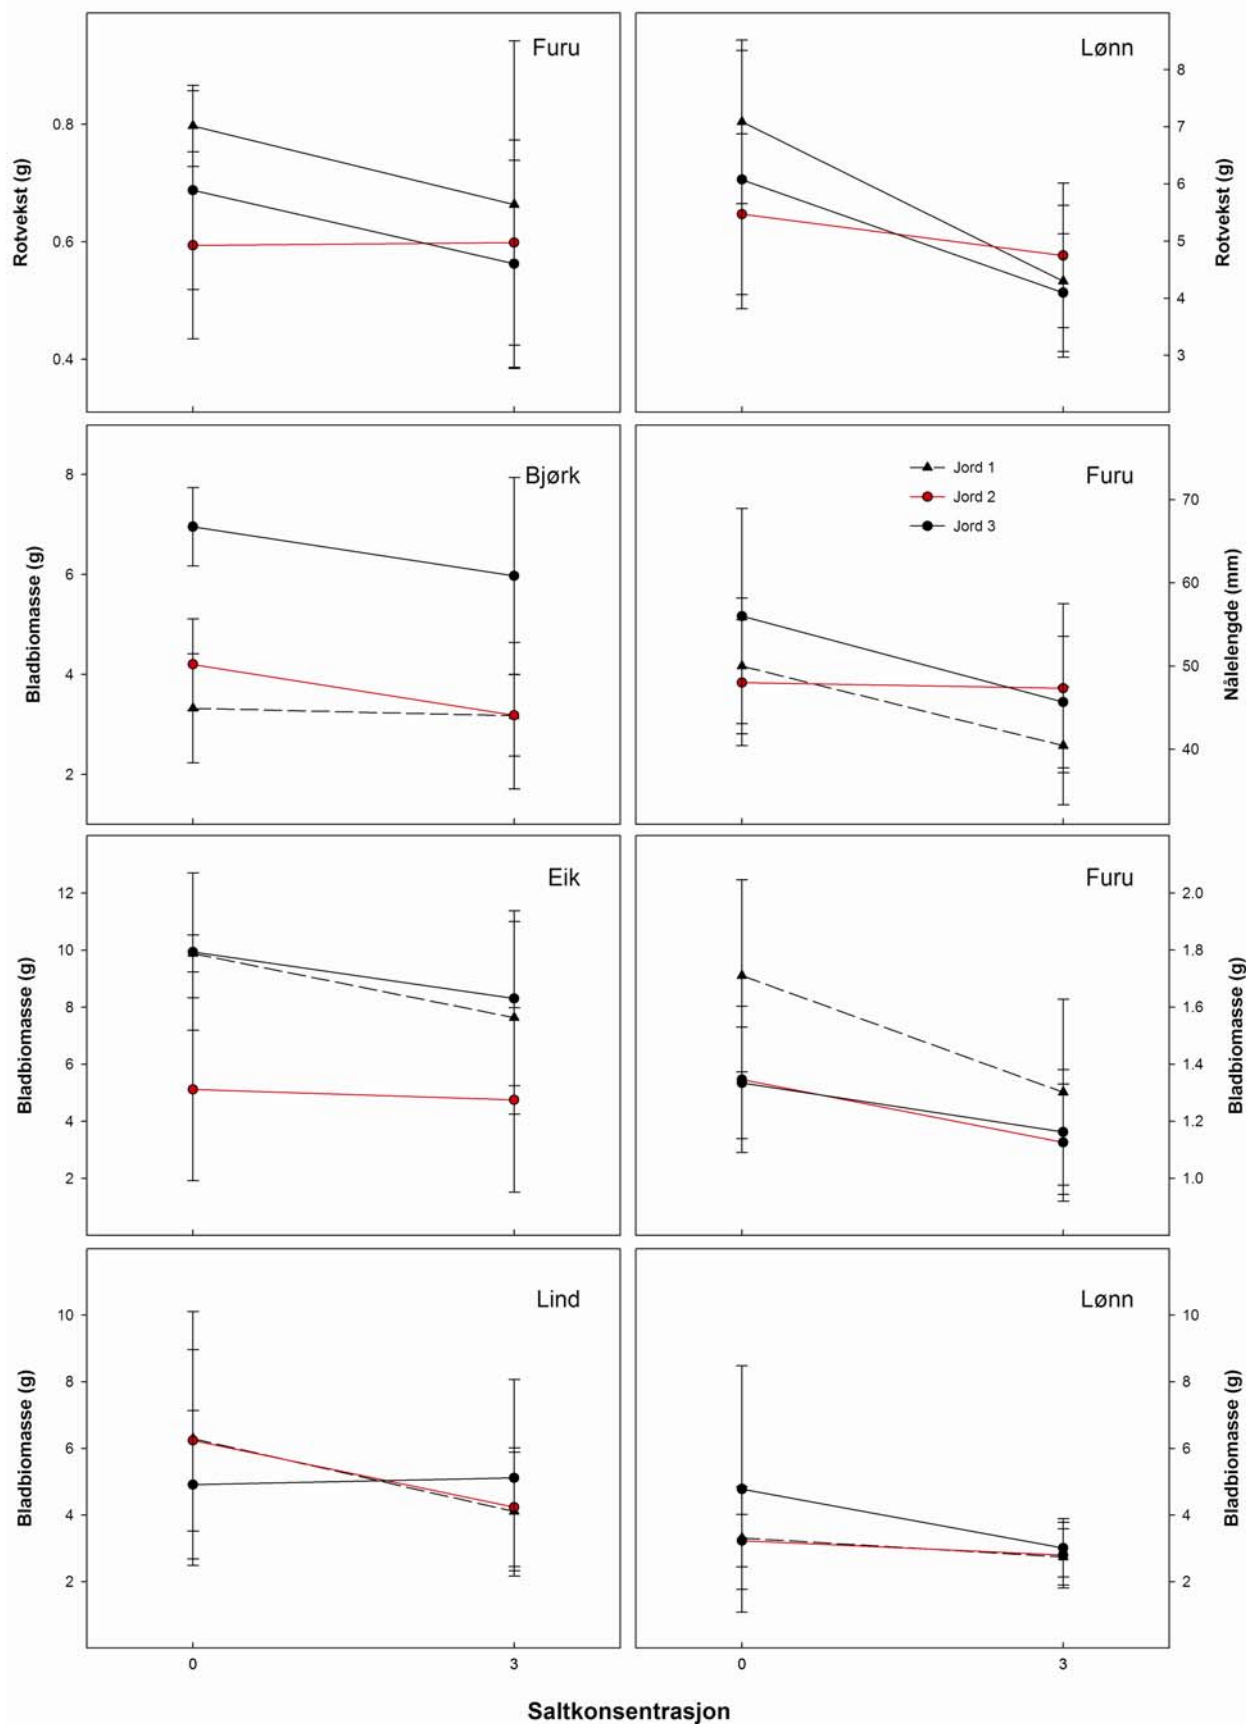 Furu
Rotvekst (g)
0.8
0.6
0.4
Lønn
8
7
6
5
4
3
Rotvekst (g)
Bjørk
Bladbiomasse (g)
8
6
4
2
Furu
Jord 1
Jord 2
Jord 3
70
60
50
40
Nålelengde (mm)
Eik
Bladbiomasse (g)
12
10
8
6
4
2
Furu
2.0
1.8
1.6
1.4
1.2
1.0
Bladbiomasse (g)
Lind
Bladbiomasse (g)
10
8
6
4
2
0 3
Lønn
10
8
6
4
2
Bladbiomasse (g)
0 3
Saltkonsentrasjon